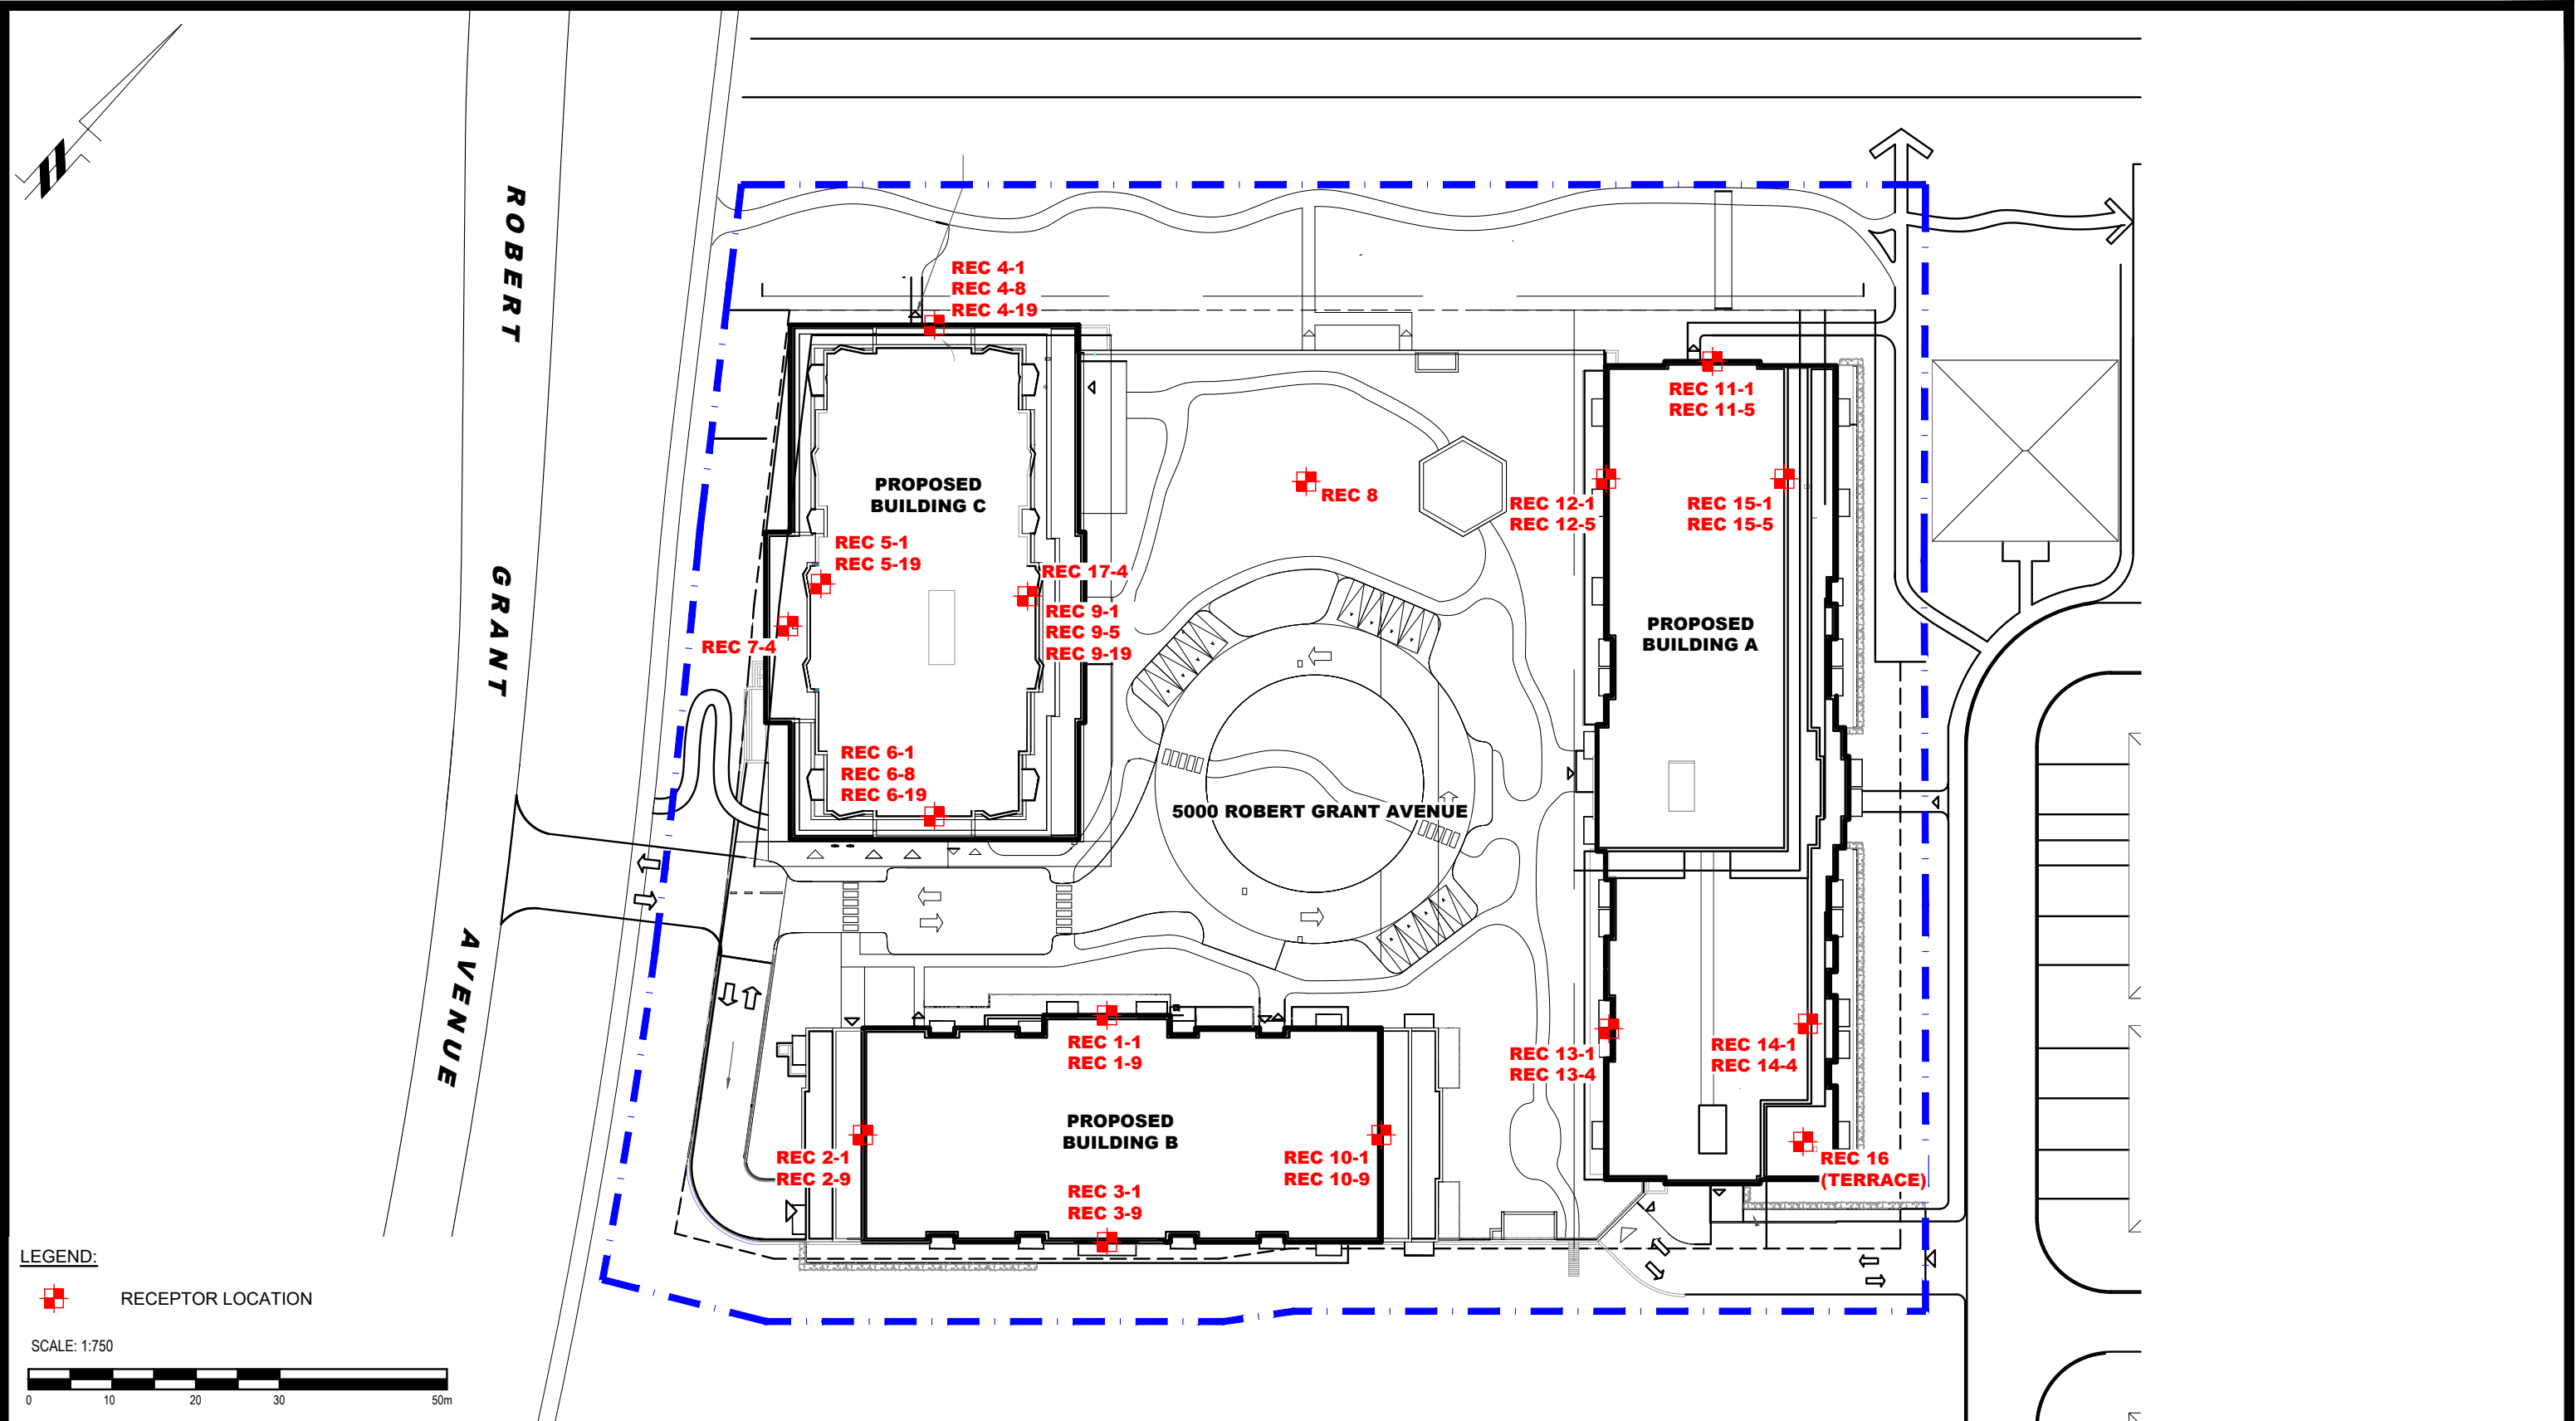 ROBERT
GRANT
AVENUE
REC 4-1
REC 4-8
REC 4-19
PROPOSED
BUILDING C
REC 5-1
REC 5-19
REC 17-4
REC 9-1
REC 9-5
REC 9-19
REC 7-4
REC 6-1
REC 6-8
REC 6-19
REC 8
REC 11-1
REC 11-5
REC 12-1
REC 12-5
REC 15-1
REC 15-5
PROPOSED
BUILDING A
5000 ROBERT GRANT AVENUE
REC 1-1
REC 1-9
PROPOSED
BUILDING B
REC 2-1
REC 2-9
REC 3-1
REC 3-9
REC 10-1
REC 10-9
REC 13-1
REC 13-4
REC 14-1
REC 14-4
REC 16
(TERRACE)
LEGEND:
RECEPTOR LOCATION
SCALE: 1:750
0 10 20 30 50m